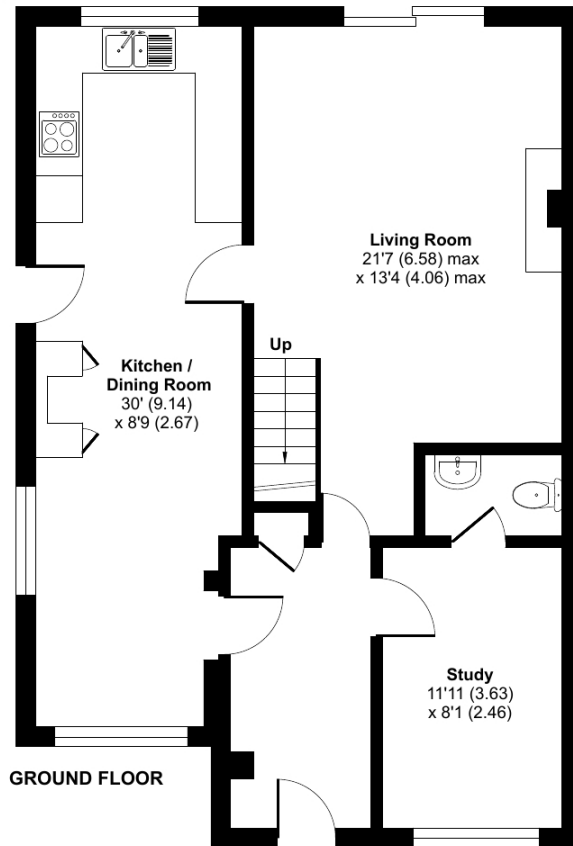 Living Room
21'7 (6.58) max
x 13'4 (4.06) max
Up
Kitchen /
Dining Room
30' (9.14)
x 8'9 (2.67)
Study
11'11 (3.63)
x 8'1 (2.46)
GROUND FLOOR